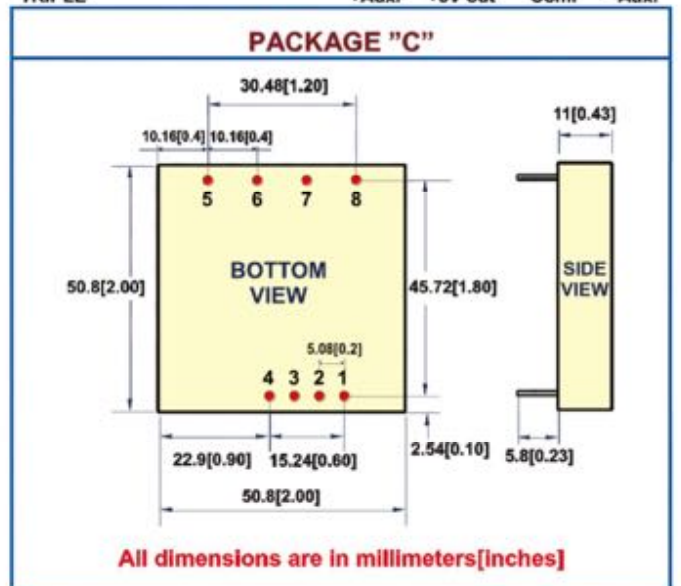 PACKAGE "C"
30.48[1.20]
11[0.43]
10.16[0.4] 10.16[0.4]
5 6 7 8
BOTTOM
VIEW
SIDE
VIEW
50.8[2.00]
45.72[1.80]
5.08[0.2]
4 3 2 1
22.9[0.90] 15.24[0.60]
2.54[0.10]
5.8[0.23]
50.8[2.00]
All dimensions are in millimeters[inches]